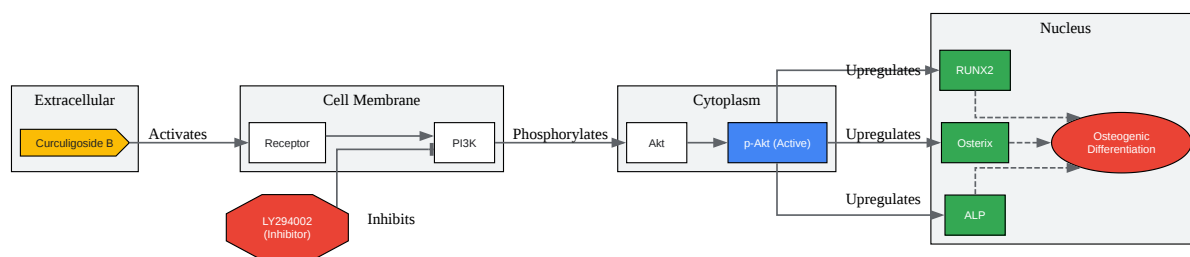 Extracellular
Curculigoside B
Activates
Cell Membrane
Receptor
PI3K
LY294002
(Inhibitor)
Inhibits
Phosphorylates
Cytoplasm
Akt
p-Akt (Active)
Upregulates
Upregulates
Upregulates
Nucleus
RUNX2
Osterix
ALP
Osteogenic
Differentiation